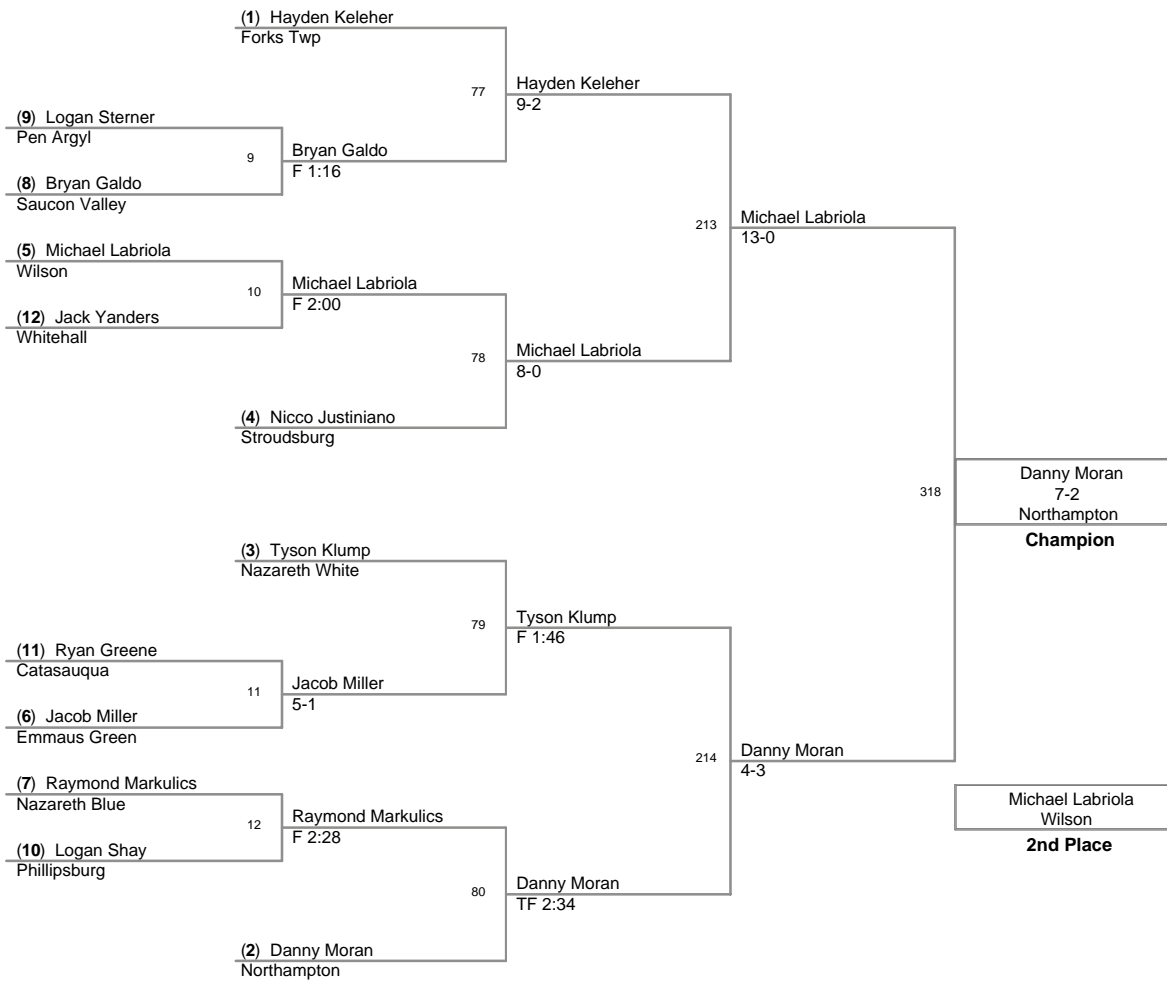 (1) Hayden Keleher
Forks Twp
77
Hayden Keleher
9-2
(9) Logan Sterner
Pen Argyl
9
Bryan Galdo
F 1:16
(8) Bryan Galdo
Saucon Valley
213
Michael Labriola
13-0
(5) Michael Labriola
Wilson
10
Michael Labriola
F 2:00
(12) Jack Yanders
Whitehall
78
Michael Labriola
8-0
(4) Nicco Justiniano
Stroudsburg
318
Danny Moran
7-2
Northampton
Champion
(3) Tyson Klump
Nazareth White
79
Tyson Klump
F 1:46
(11) Ryan Greene
Catasauqua
11
Jacob Miller
5-1
(6) Jacob Miller
Emmaus Green
214
Danny Moran
4-3
(7) Raymond Markulics
Nazareth Blue
12
Raymond Markulics
F 2:28
(10) Logan Shay
Phillipsburg
80
Danny Moran
TF 2:34
(2) Danny Moran
Northampton
Michael Labriola
Wilson
2nd Place